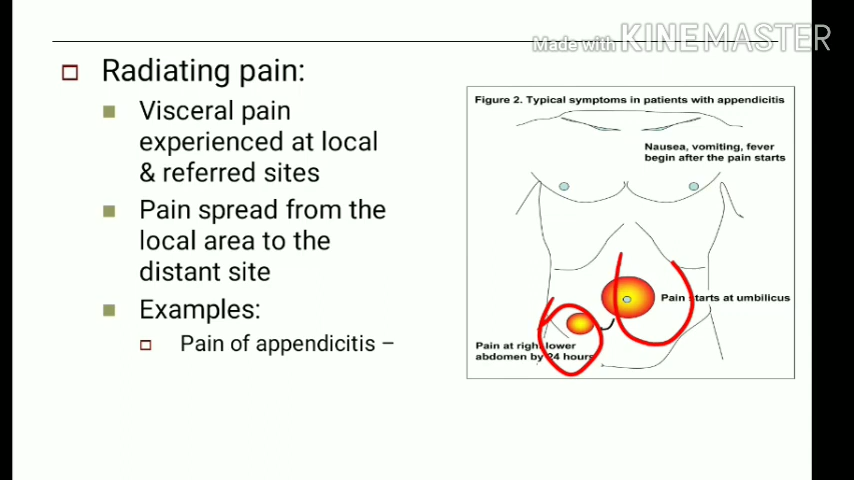 Made with KINEMASTER
Radiating pain:
Visceral pain
experienced at local
& referred sites
Pain spread from the
local area to the
distant site
Examples:
Pain of appendicitis –
Figure 2. Typical symptoms in patients with appendicitis
Nausea, vomiting, fever
begin after the pain starts
Pain starts at umbilicus
Pain at right lower
abdomen by 24 hours